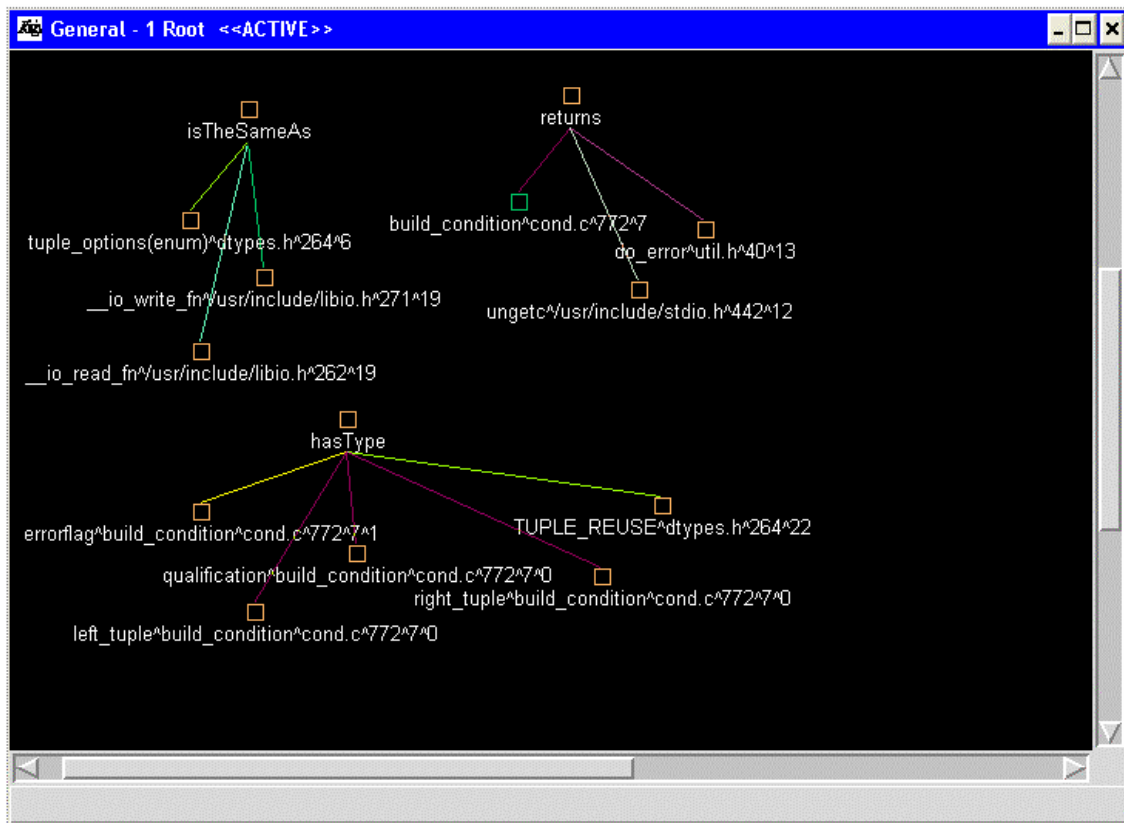 Rigi General - 1 Root <<ACTIVE>>
isTheSameAs
returns
tuple_options(enum)^dtypes.h^264^6
build_condition^cond.c^772^7
do_error^util.h^40^13
__io_write_fn^/usr/include/libio.h^271^19
ungetc^/usr/include/stdio.h^442^12
__io_read_fn^/usr/include/libio.h^262^19
hasType
errorflag^build_condition^cond.c^772^7^1
TUPLE_REUSE^dtypes.h^264^22
qualification^build_condition^cond.c^772^7^0
right_tuple^build_condition^cond.c^772^7^0
left_tuple^build_condition^cond.c^772^7^0